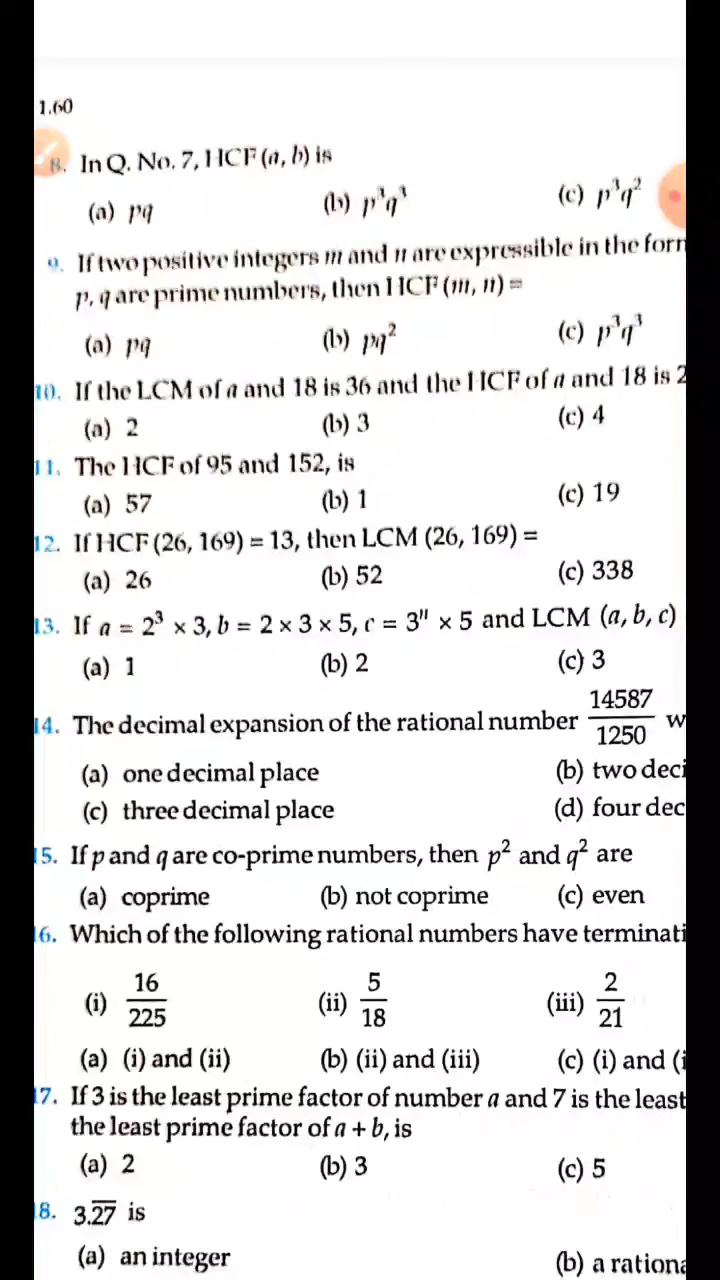 1.60
8. In Q. No. 7, HCF (a, b) is
(a) pq (b) p³q³ (c) p³q²
9. If two positive integers m and n are expressible in the form
p, q are prime numbers, then HCF (m, n) =
(a) pq (b) pq² (c) p³q³
10. If the LCM of a and 18 is 36 and the HCF of a and 18 is 2
(a) 2 (b) 3 (c) 4
11. The HCF of 95 and 152, is
(a) 57 (b) 1 (c) 19
12. If HCF (26, 169) = 13, then LCM (26, 169) =
(a) 26 (b) 52 (c) 338
13. If a = 2³ × 3, b = 2 × 3 × 5, c = 3ⁿ × 5 and LCM (a, b, c)
(a) 1 (b) 2 (c) 3
14. The decimal expansion of the rational number 14587/1250 w
(a) one decimal place (b) two deci
(c) three decimal place (d) four dec
15. If p and q are co-prime numbers, then p² and q² are
(a) coprime (b) not coprime (c) even
16. Which of the following rational numbers have terminati
(i) 16/225 (ii) 5/18 (iii) 2/21
(a) (i) and (ii) (b) (ii) and (iii) (c) (i) and (i
17. If 3 is the least prime factor of number a and 7 is the least
the least prime factor of a + b, is
(a) 2 (b) 3 (c) 5
18. 3.2̅7̅ is
(a) an integer (b) a rationa